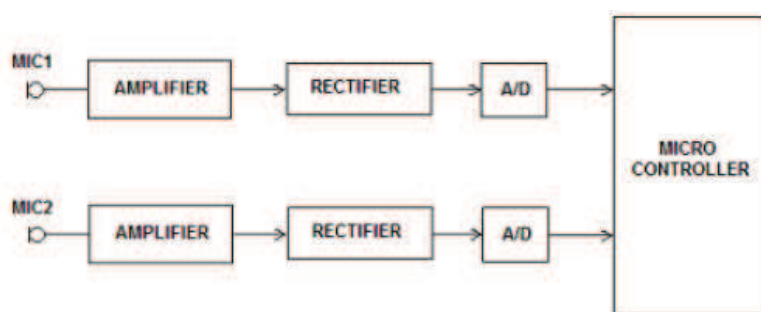 MIC1
AMPLIFIER
RECTIFIER
A/D
MICRO
CONTROLLER
MIC2
AMPLIFIER
RECTIFIER
A/D